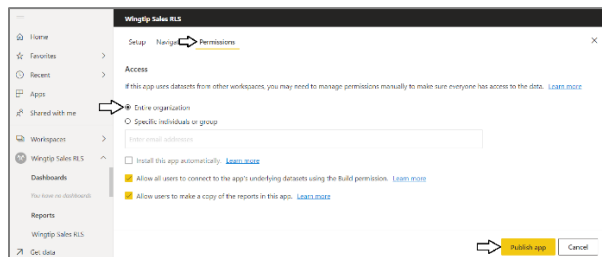 Wingtip Sales RLS
Home
Favorites
Recent
Apps
Shared with me
Workspaces
Wingtip Sales RLS
Dashboards
You have no dashboards
Reports
Wingtip Sales RLS
Get data
Setup Navigat Permissions
Access
If this app uses datasets from other workspaces, you may need to manage permissions manually to make sure everyone has access to the data. Learn more
Entire organization
Specific individuals or group
Enter email addresses
Install this app automatically. Learn more
Allow all users to connect to the app's underlying datasets using the Build permission. Learn more
Allow users to make a copy of the reports in this app. Learn more
Publish app Cancel